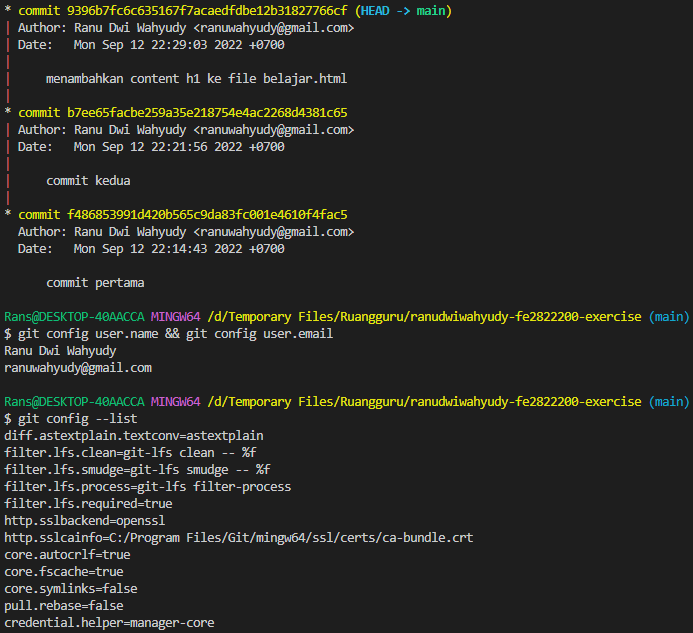 * commit 9396b7fc6c635167f7acaedfdbe12b31827766cf (HEAD -> main)
| Author: Ranu Dwi Wahyudy <ranuwahyudy@gmail.com>
| Date:   Mon Sep 12 22:29:03 2022 +0700
|
|     menambahkan content h1 ke file belajar.html
|
* commit b7ee65facbe259a35e218754e4ac2268d4381c65
| Author: Ranu Dwi Wahyudy <ranuwahyudy@gmail.com>
| Date:   Mon Sep 12 22:21:56 2022 +0700
|
|     commit kedua
|
* commit f486853991d420b565c9da83fc001e4610f4fac5
  Author: Ranu Dwi Wahyudy <ranuwahyudy@gmail.com>
  Date:   Mon Sep 12 22:14:43 2022 +0700

      commit pertama

Rans@DESKTOP-40AACCA MINGW64 /d/Temporary Files/Ruangguru/ranudwiwahyudy-fe2822200-exercise (main)
$ git config user.name && git config user.email
Ranu Dwi Wahyudy
ranuwahyudy@gmail.com

Rans@DESKTOP-40AACCA MINGW64 /d/Temporary Files/Ruangguru/ranudwiwahyudy-fe2822200-exercise (main)
$ git config --list
diff.astextplain.textconv=astextplain
filter.lfs.clean=git-lfs clean -- %f
filter.lfs.smudge=git-lfs smudge -- %f
filter.lfs.process=git-lfs filter-process
filter.lfs.required=true
http.sslbackend=openssl
http.sslcainfo=C:/Program Files/Git/mingw64/ssl/certs/ca-bundle.crt
core.autocrlf=true
core.fscache=true
core.symlinks=false
pull.rebase=false
credential.helper=manager-core